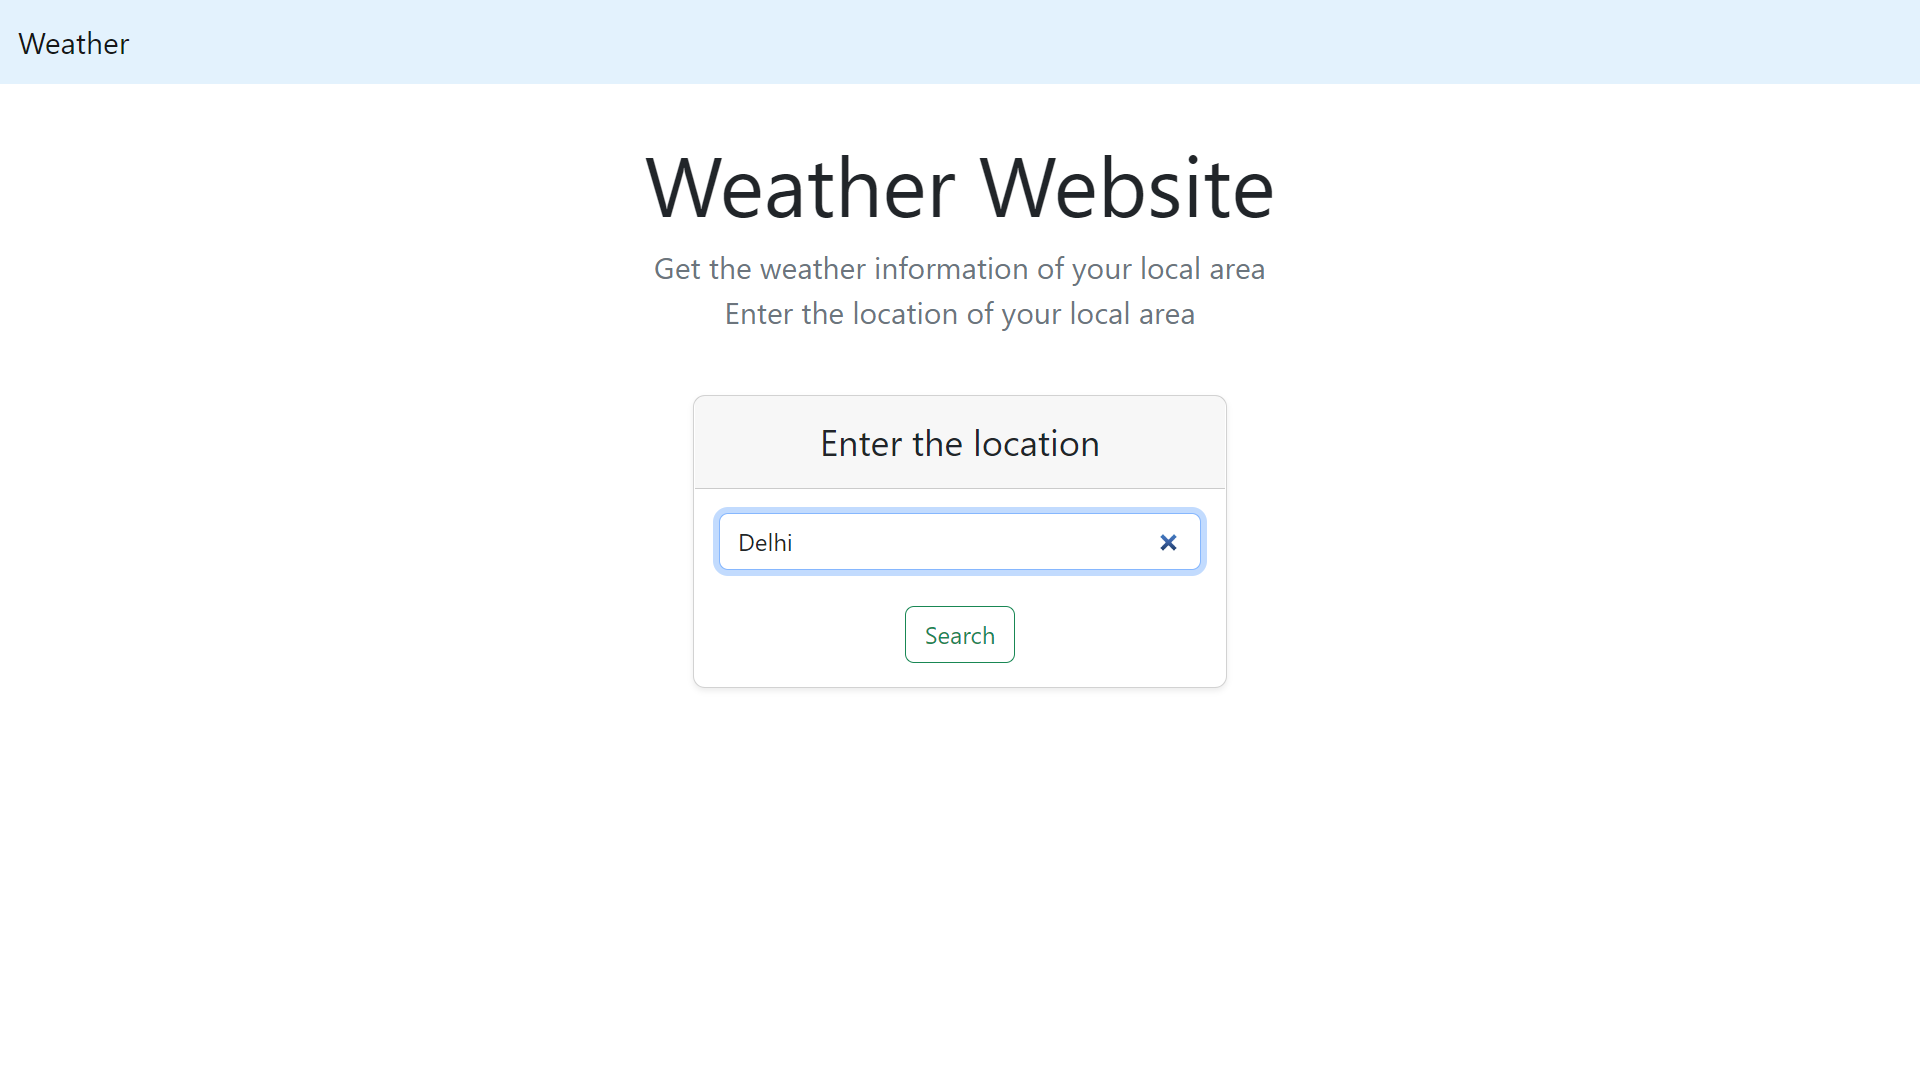 Weather
Weather Website
Get the weather information of your local area
Enter the location of your local area
Enter the location
Delhi
Search